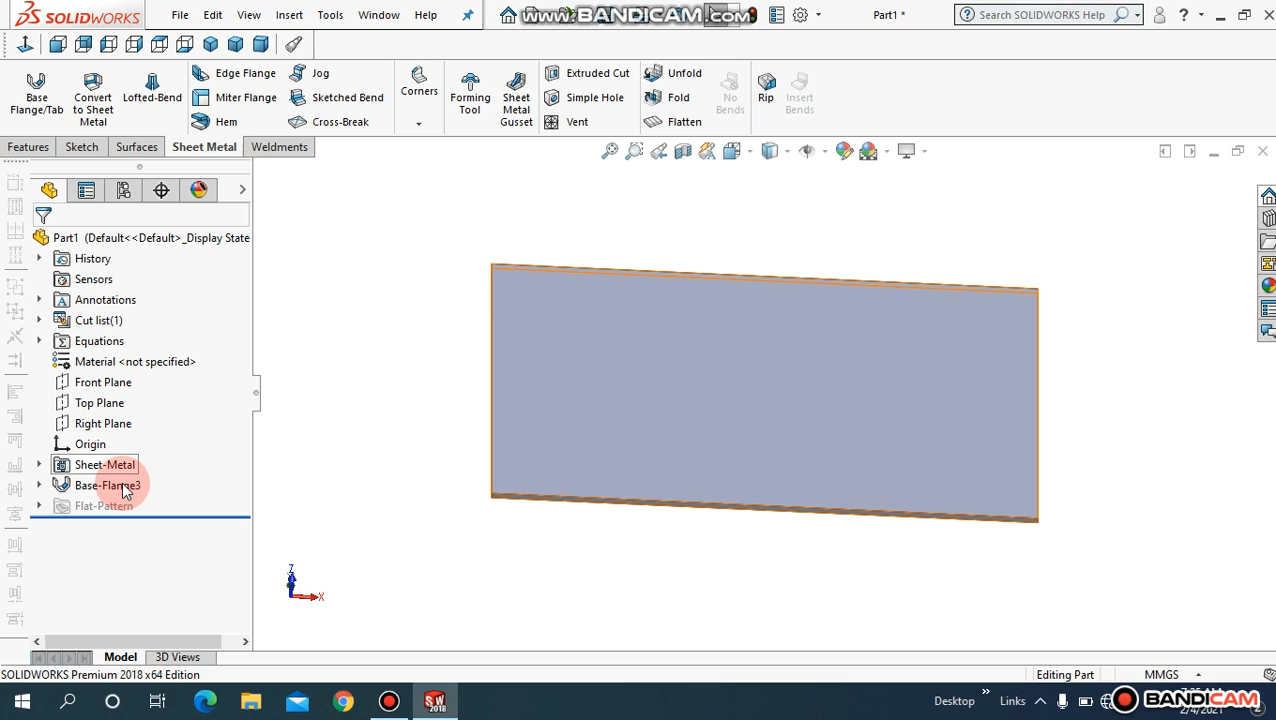 SOLIDWORKS File Edit View Insert Tools Window Help www.BANDICAM.com Part1 * Search SOLIDWORKS Help ?
Base Flange/Tab
Convert to Sheet Metal
Lofted-Bend
Edge Flange
Miter Flange
Hem
Jog
Sketched Bend
Cross-Break
Corners
Forming Tool
Sheet Metal Gusset
Extruded Cut
Simple Hole
Vent
Unfold
Fold
Flatten
No Bends
Rip
Insert Bends
Features Sketch Surfaces Sheet Metal Weldments
Part1 (Default<<Default>_Display State
History
Sensors
Annotations
Cut list(1)
Equations
Material <not specified>
Front Plane
Top Plane
Right Plane
Origin
Sheet-Metal
Base-Flange3
Flat-Pattern
Z
X
Model 3D Views
SOLIDWORKS Premium 2018 x64 Edition Editing Part MMGS
SW 2018 Desktop Links BANDICAM
2/4/2021